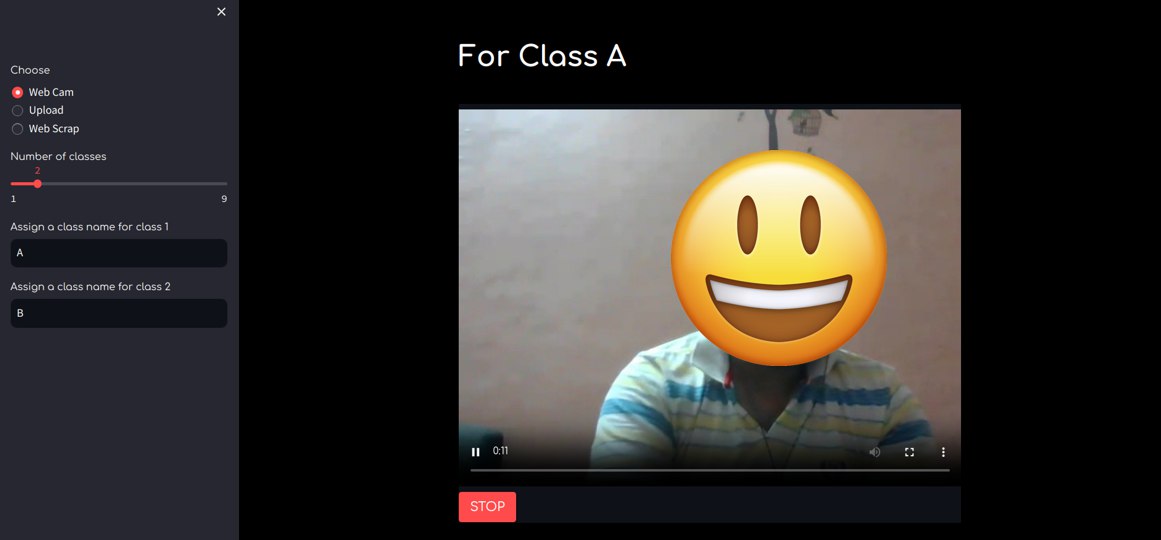 Choose
Web Cam
Upload
Web Scrap
Number of classes
2
1 9
Assign a class name for class 1
A
Assign a class name for class 2
B
For Class A
0:11
STOP